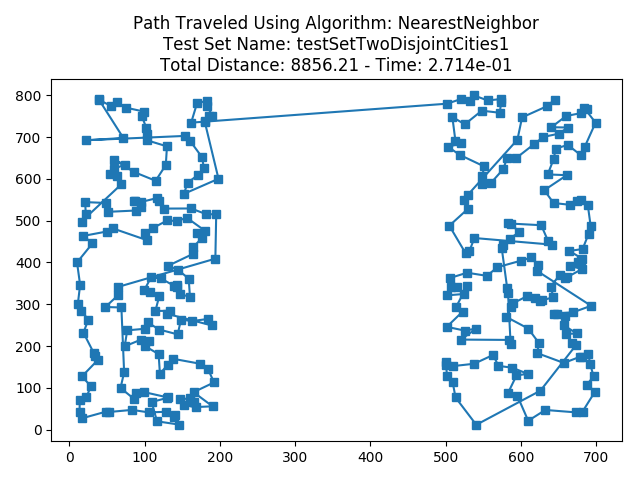 Path Traveled Using Algorithm: NearestNeighbor
Test Set Name: testSetTwoDisjointCities1
Total Distance: 8856.21 - Time: 2.714e-01
800
700
600
500
400
300
200
100
0
0 100 200 300 400 500 600 700